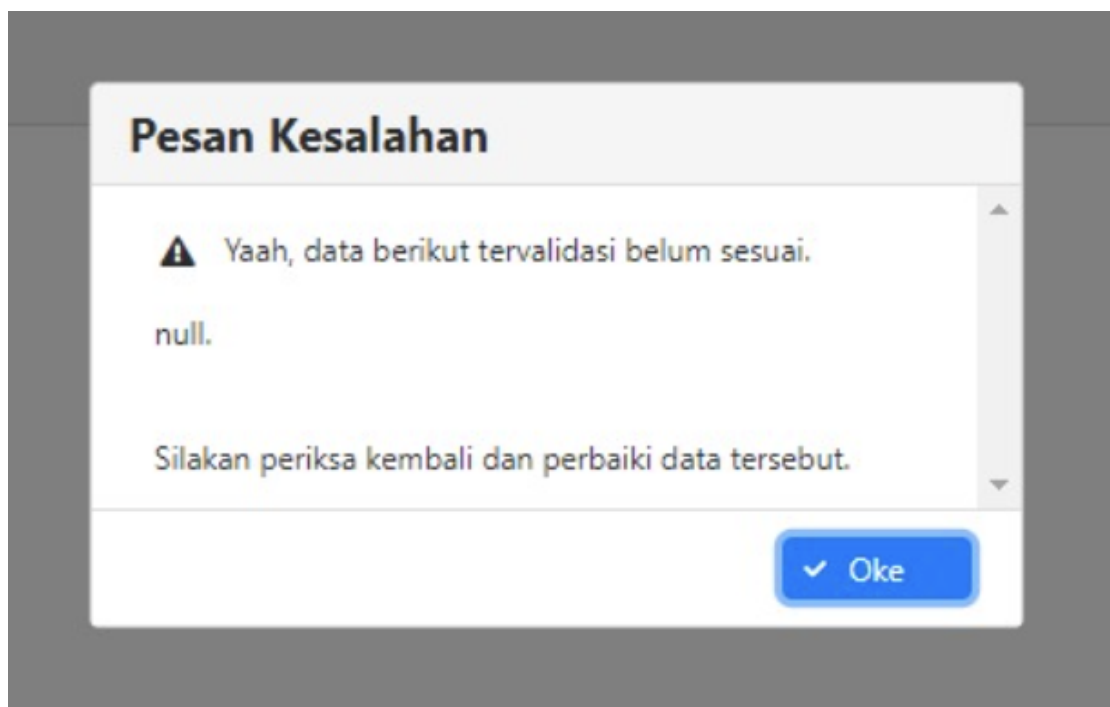 Pesan Kesalahan
Yaah, data berikut tervalidasi belum sesuai.
null.
Silakan periksa kembali dan perbaiki data tersebut.
Oke